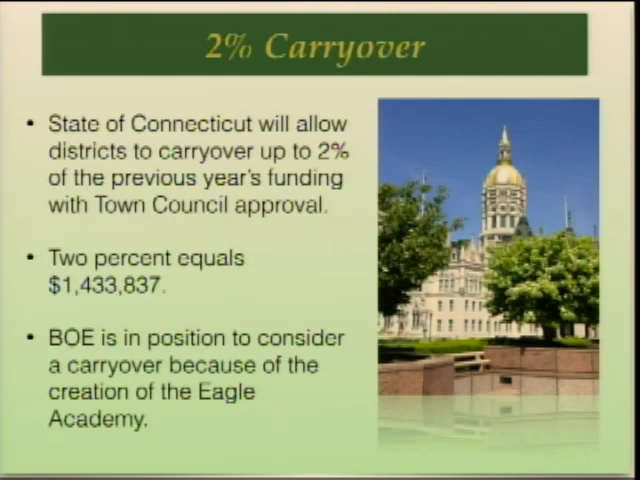 2% Carryover
• State of Connecticut will allow
districts to carryover up to 2%
of the previous year's funding
with Town Council approval.
• Two percent equals
$1,433,837.
• BOE is in position to consider
a carryover because of the
creation of the Eagle
Academy.